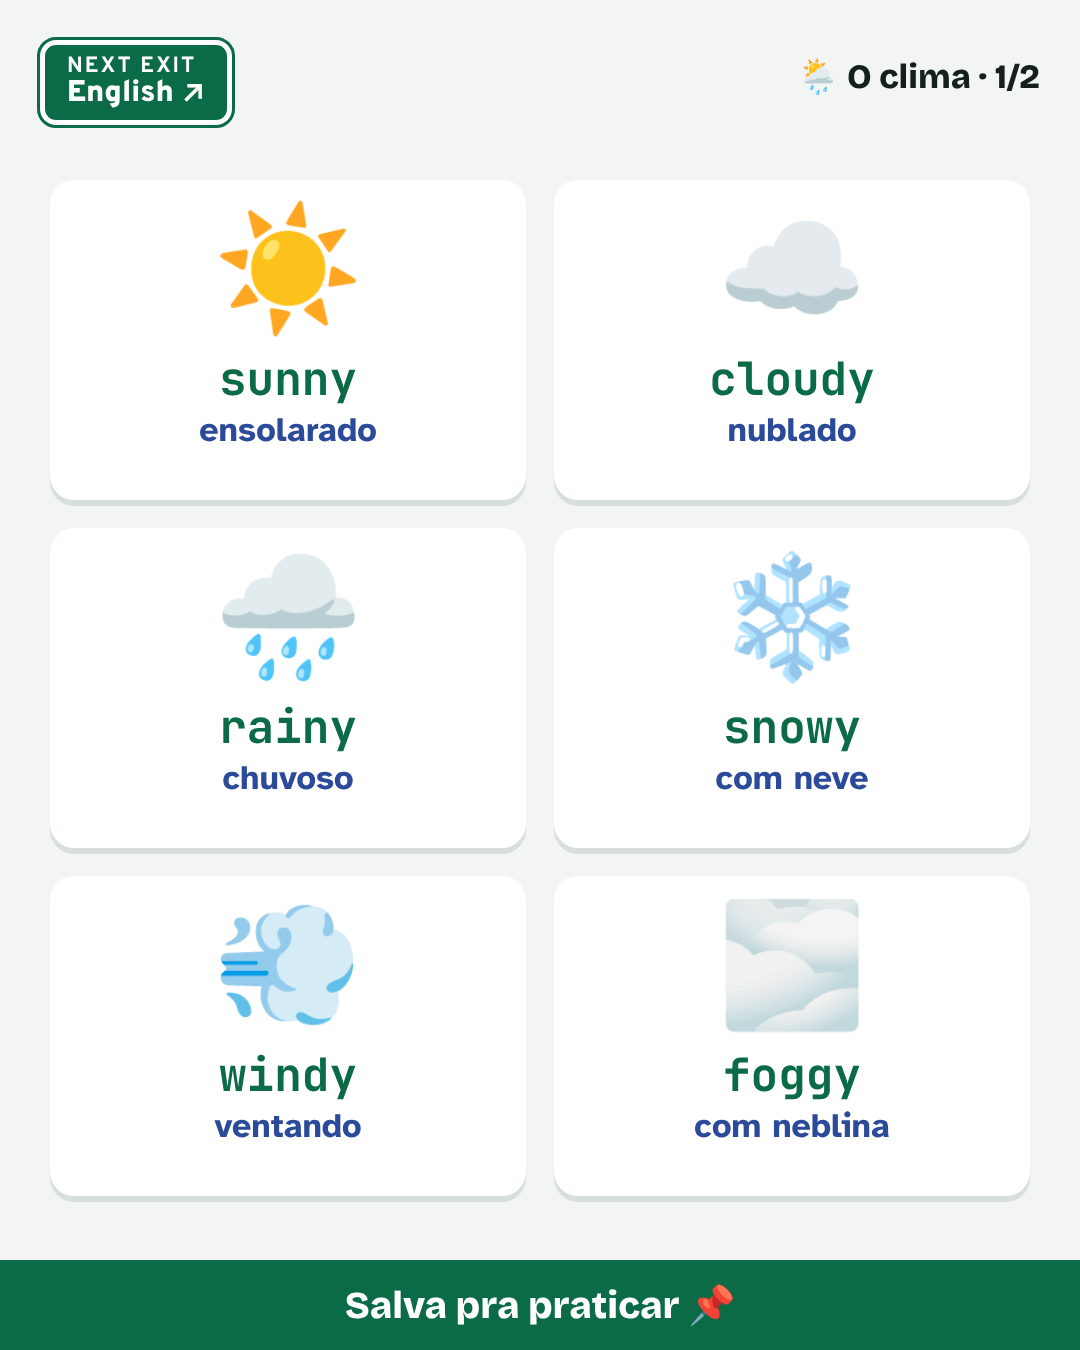 NEXT EXIT
English ↗
🌦️ O clima · 1/2
sunny
ensolarado
cloudy
nublado
rainy
chuvoso
snowy
com neve
windy
ventando
foggy
com neblina
Salva pra praticar 📌